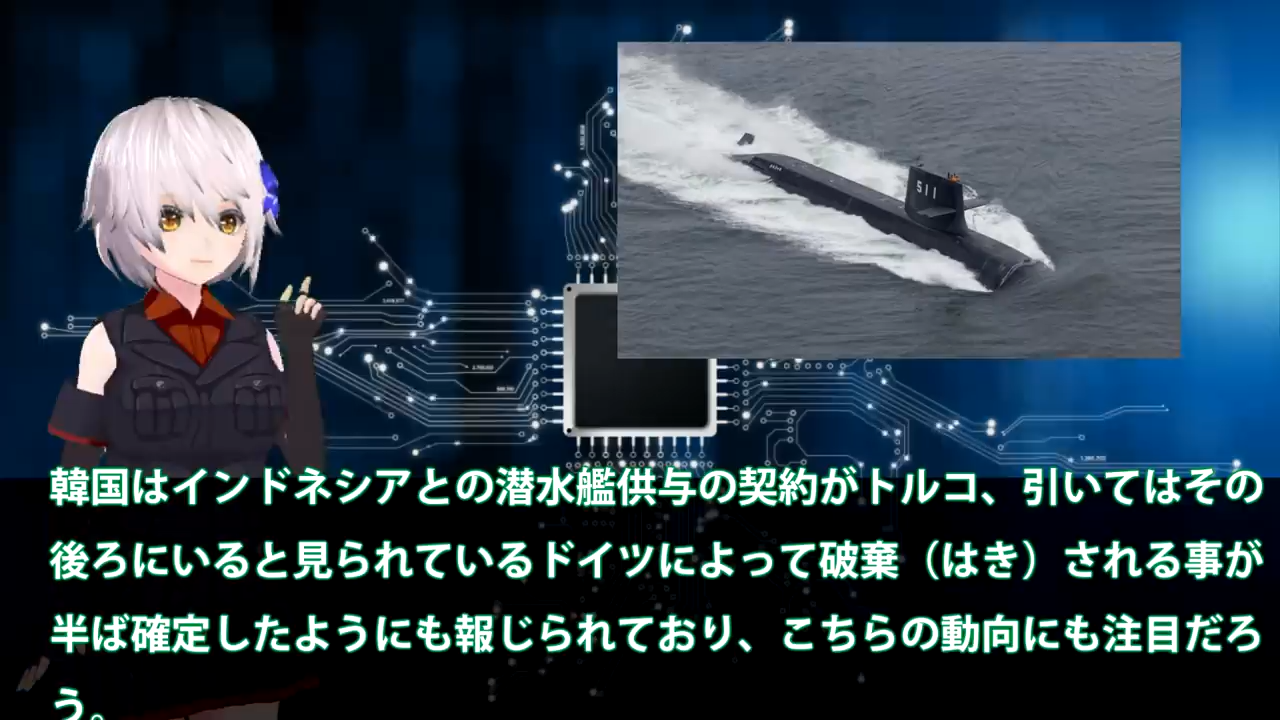 511
韓国はインドネシアとの潜水艦供与の契約がトルコ、引いてはその
後ろにいると見られているドイツによって破棄（はき）される事が
半ば確定したようにも報じられており、こちらの動向にも注目だろ
う。